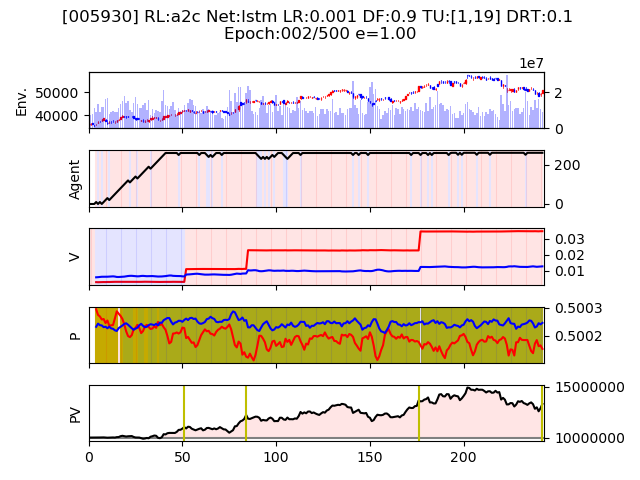 [005930] RL:a2c Net:lstm LR:0.001 DF:0.9 TU:[1,19] DRT:0.1
Epoch:002/500 e=1.00
1e7
Env.
50000
40000
2
0
Agent
200
0
V
0.03
0.02
0.01
P
0.5003
0.5002
PV
15000000
10000000
0 50 100 150 200